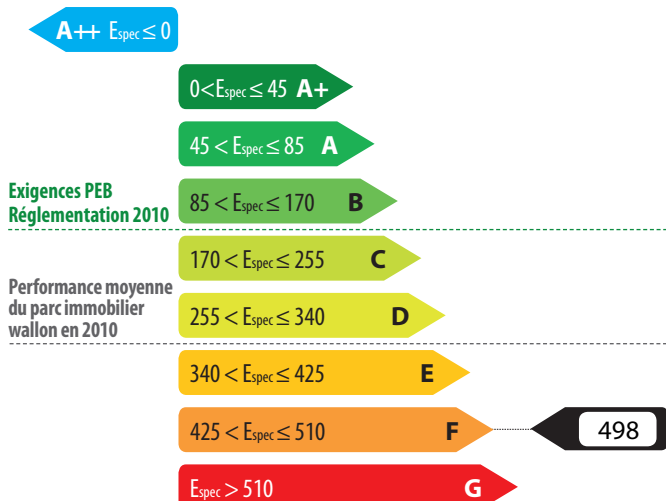 A++ Espec ≤ 0
0 < Espec ≤ 45 A+
45 < Espec ≤ 85 A
Exigences PEB
Réglementation 2010
85 < Espec ≤ 170 B
170 < Espec ≤ 255 C
Performance moyenne
du parc immobilier
wallon en 2010
255 < Espec ≤ 340 D
340 < Espec ≤ 425 E
425 < Espec ≤ 510 F 498
Espec > 510 G